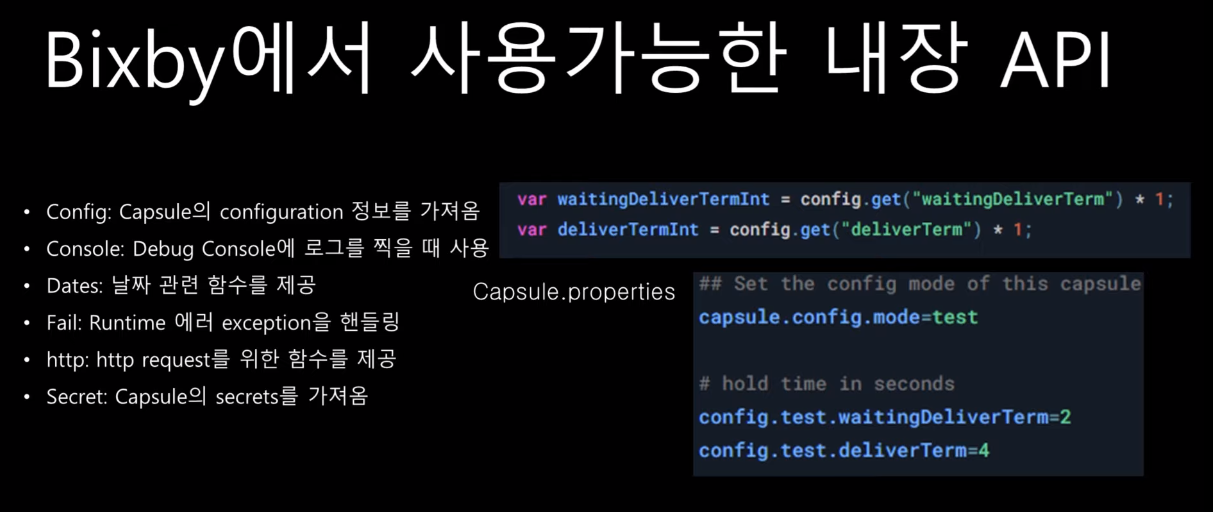 Bixby에서 사용가능한 내장 API
• Config: Capsule의 configuration 정보를 가져옴
• Console: Debug Console에 로그를 찍을 때 사용
• Dates: 날짜 관련 함수를 제공
• Fail: Runtime 에러 exception을 핸들링
• http: http request를 위한 함수를 제공
• Secret: Capsule의 secrets를 가져옴
var waitingDeliverTermInt = config.get("waitingDeliverTerm") * 1;
var deliverTermInt = config.get("deliverTerm") * 1;
Capsule.properties
## Set the config mode of this capsule
capsule.config.mode=test
# hold time in seconds
config.test.waitingDeliverTerm=2
config.test.deliverTerm=4